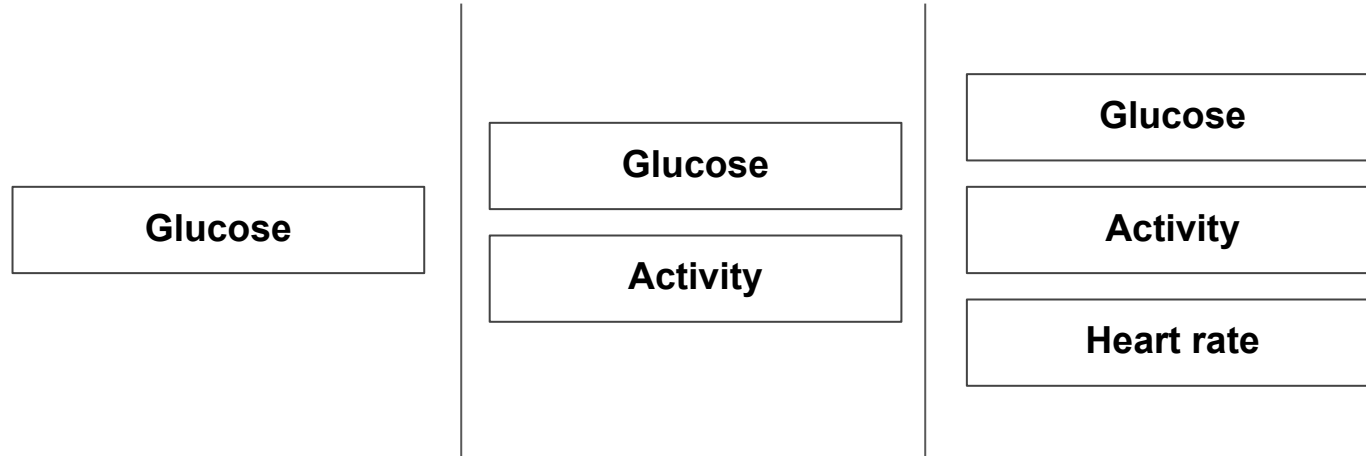 Glucose
Glucose
Activity
Glucose
Activity
Heart rate